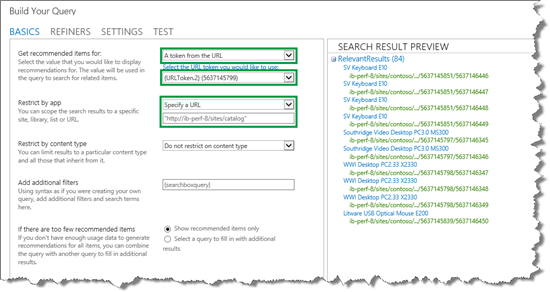 Build Your Query
BASICS REFINERS SETTINGS TEST
Get recommended items for:
Select the value that you would like to
display recommendations for. The value
will be used in
the query to search for related items.
A token from the URL
Select the URL token you would like to use:
{URLToken.2} (5637145799)
Restrict by app
You can scope the search results to a specific
site, library, list or URL.
Specify a URL
"http://ib-perf-8/sites/catalog"
Restrict by content type
You can limit results to a particular content type
and all those that inherit from it.
Do not restrict on content type
Add additional filters
Using syntax as if you were creating your own
query, add additional filters and search terms
here.
{searchboxquery}
If there are too few recommended items
If you don't have enough usage data to generate
recommendations for all items, you can combine
the query with another query to fill in
additional results.
Show recommended items only
Select a query to fill in with additional
results
SEARCH RESULT PREVIEW
RelevantResults (84)
SV Keyboard E10
ib-perf-8/sites/contoso/.../5637145851/5637146446
SV Keyboard E10
ib-perf-8/sites/contoso/.../5637145851/5637146447
SV Keyboard E10
ib-perf-8/sites/contoso/.../5637145851/5637146448
SV Keyboard E10
ib-perf-8/sites/contoso/.../5637145851/5637146449
Southridge Video Desktop PC3.0 M5300
ib-perf-8/sites/contoso/.../5637145797/5637146345
Southridge Video Desktop PC3.0 M5300
ib-perf-8/sites/contoso/.../5637145797/5637146346
WWI Desktop PC2.33 X2330
ib-perf-8/sites/contoso/.../5637145798/5637146347
WWI Desktop PC2.33 X2330
ib-perf-8/sites/contoso/.../5637145798/5637146348
WWI Desktop PC2.33 X2330
ib-perf-8/sites/contoso/.../5637145798/5637146349
Litware USB Optical Mouse E200
ib-perf-8/sites/contoso/.../5637145839/5637146450